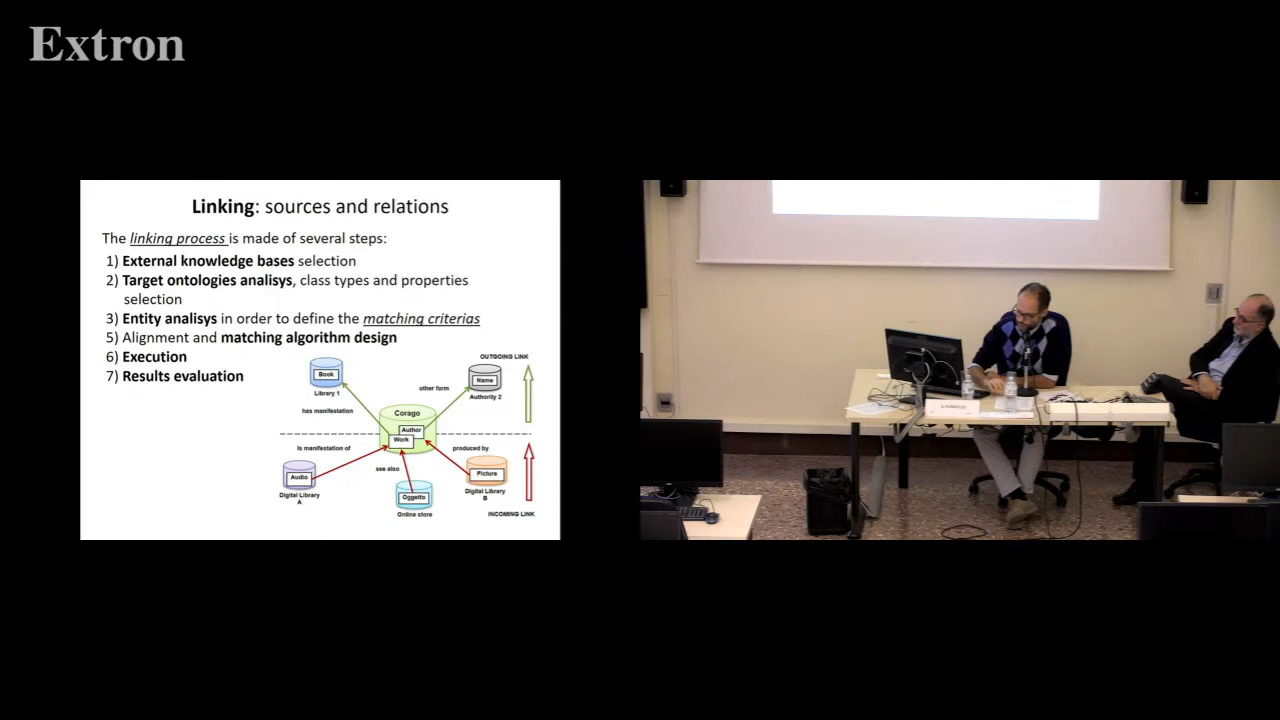 Extron
Linking: sources and relations
The linking process is made of several steps:
1) External knowledge bases selection
2) Target ontologies analisys, class types and properties
selection
3) Entity analisys in order to define the matching criterias
5) Alignment and matching algorithm design
6) Execution
7) Results evaluation
OUTGOING LINK
Book
Library 1
Name
Authority 2
other form
has manifestation
Corago
Author
Work
Is manifestation of
produced by
see also
Audio
Digital Library
A
Oggetto
Online store
Picture
Digital Library
B
INCOMING LINK